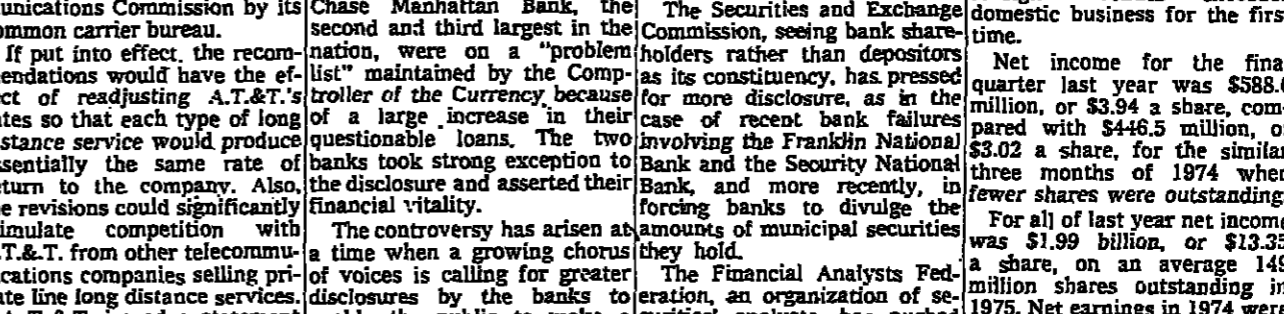 unications Commission by its
ommon carrier bureau.
If put into effect, the recom-
endations would have the ef-
ct of readjusting A.T.&T.'s
tes so that each type of long
stance service would produce
ssentially the same rate of
turn to the company. Also,
e revisions could significantly
imulate competition with
.T.&T. from other telecommu-
cations companies selling pri-
ate line long distance services.
Chase Manhattan Bank, the
second and third largest in the
nation, were on a "problem
list" maintained by the Comp-
troller of the Currency because
of a large increase in their
questionable loans. The two
banks took strong exception to
the disclosure and asserted their
financial vitality.
The controversy has arisen at
a time when a growing chorus
of voices is calling for greater
disclosures by the banks to
The Securities and Exchange
Commission, seeing bank share-
holders rather than depositors
as its constituency, has pressed
for more disclosure, as in the
case of recent bank failures
involving the Franklin National
Bank and the Security National
Bank, and more recently, in
forcing banks to divulge the
amounts of municipal securities
they hold.
The Financial Analysts Fed-
eration, an organization of se-
domestic business for the firs
time.
Net income for the fina
quarter last year was $588.6
million, or $3.94 a share, com
pared with $446.5 million, o
$3.02 a share, for the simila
three months of 1974 when
fewer shares were outstanding
For all of last year net income
was $1.99 billion, or $13.35
a share, on an average 149
million shares outstanding in
1975. Net earnings in 1974 were